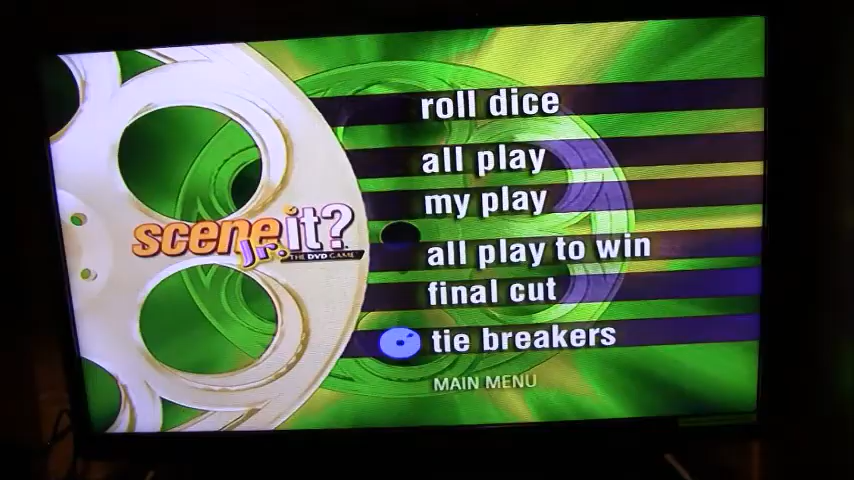 roll dice
all play
my play
scene it?
Jr. THE DVD GAME
all play to win
final cut
tie breakers
MAIN MENU